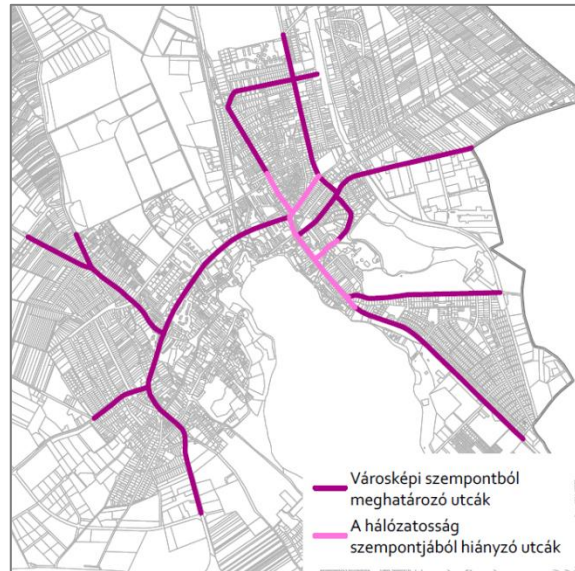 Városképi szempontból
meghatározó utcák
A hálózatosság
szempontjából hiányzó utcák